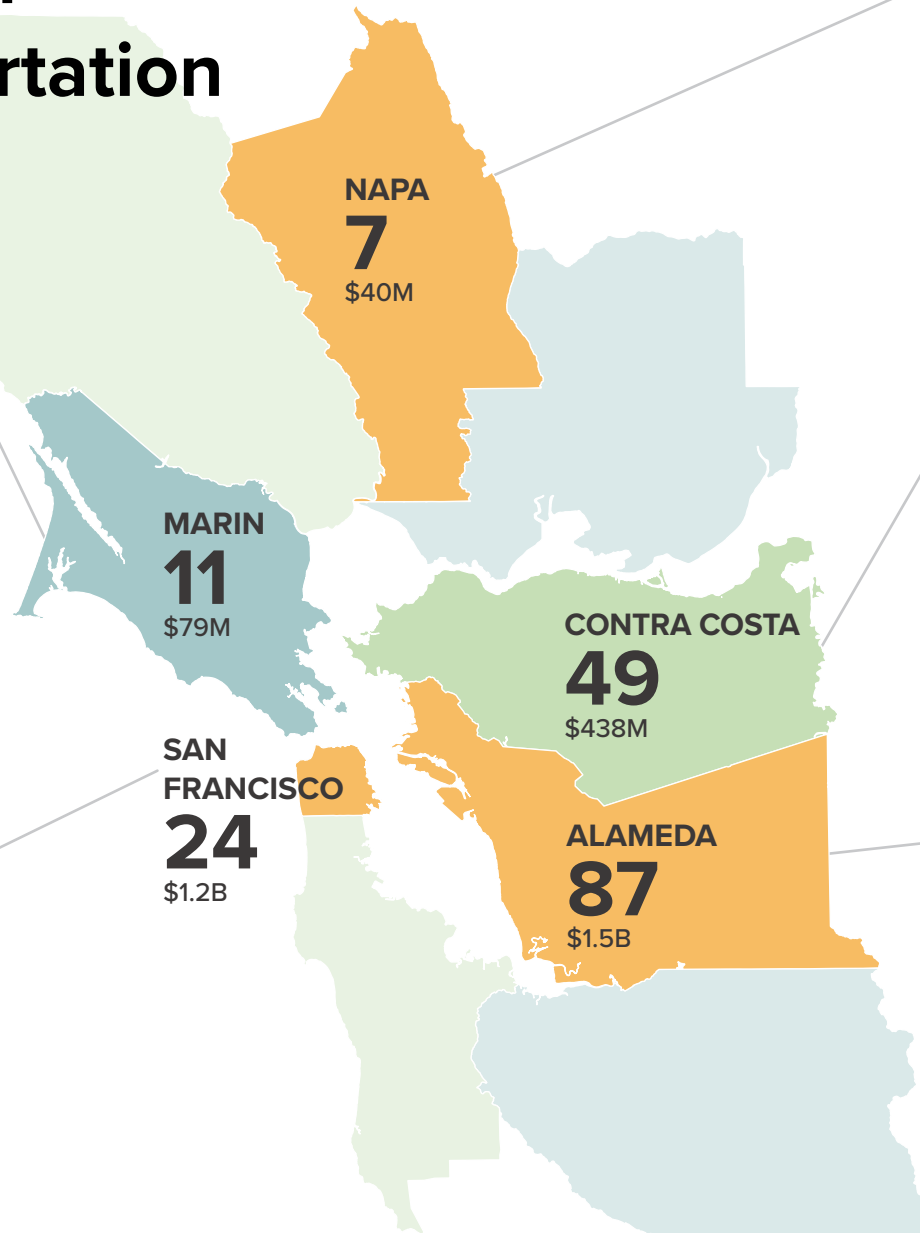 rtation
NAPA
7
$40M
MARIN
11
$79M
CONTRA COSTA
49
$438M
SAN
FRANCISCO
24
$1.2B
ALAMEDA
87
$1.5B